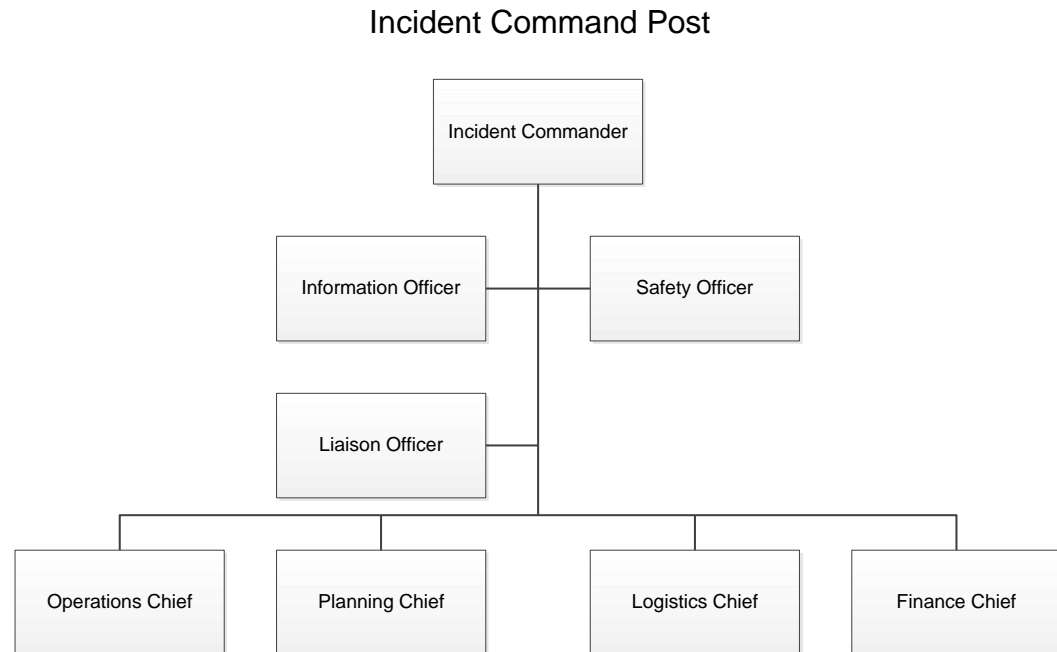 Incident Command Post
Incident Commander
Information Officer
Safety Officer
Liaison Officer
Operations Chief
Planning Chief
Logistics Chief
Finance Chief